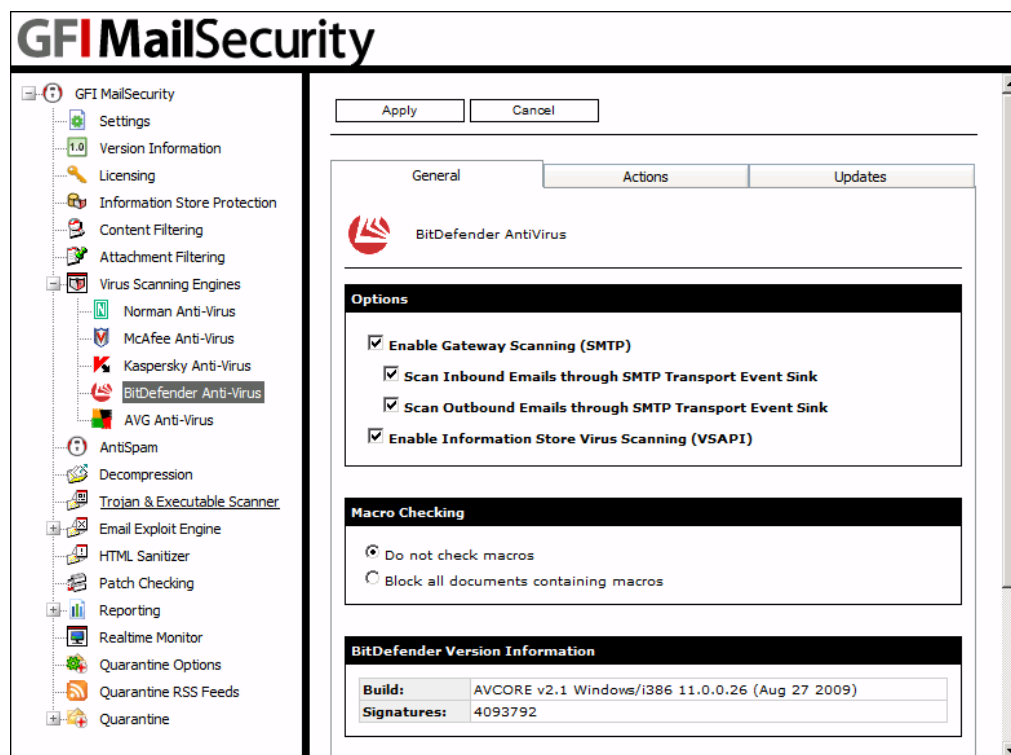 GFI MailSecurity
GFI MailSecurity
Settings
1.0 Version Information
Licensing
Information Store Protection
Content Filtering
Attachment Filtering
Virus Scanning Engines
N Norman Anti-Virus
McAfee Anti-Virus
Kaspersky Anti-Virus
BitDefender Anti-Virus
AVG Anti-Virus
AntiSpam
Decompression
Trojan & Executable Scanner
Email Exploit Engine
HTML Sanitizer
Patch Checking
Reporting
Realtime Monitor
Quarantine Options
Quarantine RSS Feeds
Quarantine
Apply Cancel
General Actions Updates
BitDefender AntiVirus
Options
Enable Gateway Scanning (SMTP)
Scan Inbound Emails through SMTP Transport Event Sink
Scan Outbound Emails through SMTP Transport Event Sink
Enable Information Store Virus Scanning (VSAPI)
Macro Checking
Do not check macros
Block all documents containing macros
BitDefender Version Information
Build: AVCORE v2.1 Windows/i386 11.0.0.26 (Aug 27 2009)
Signatures: 4093792